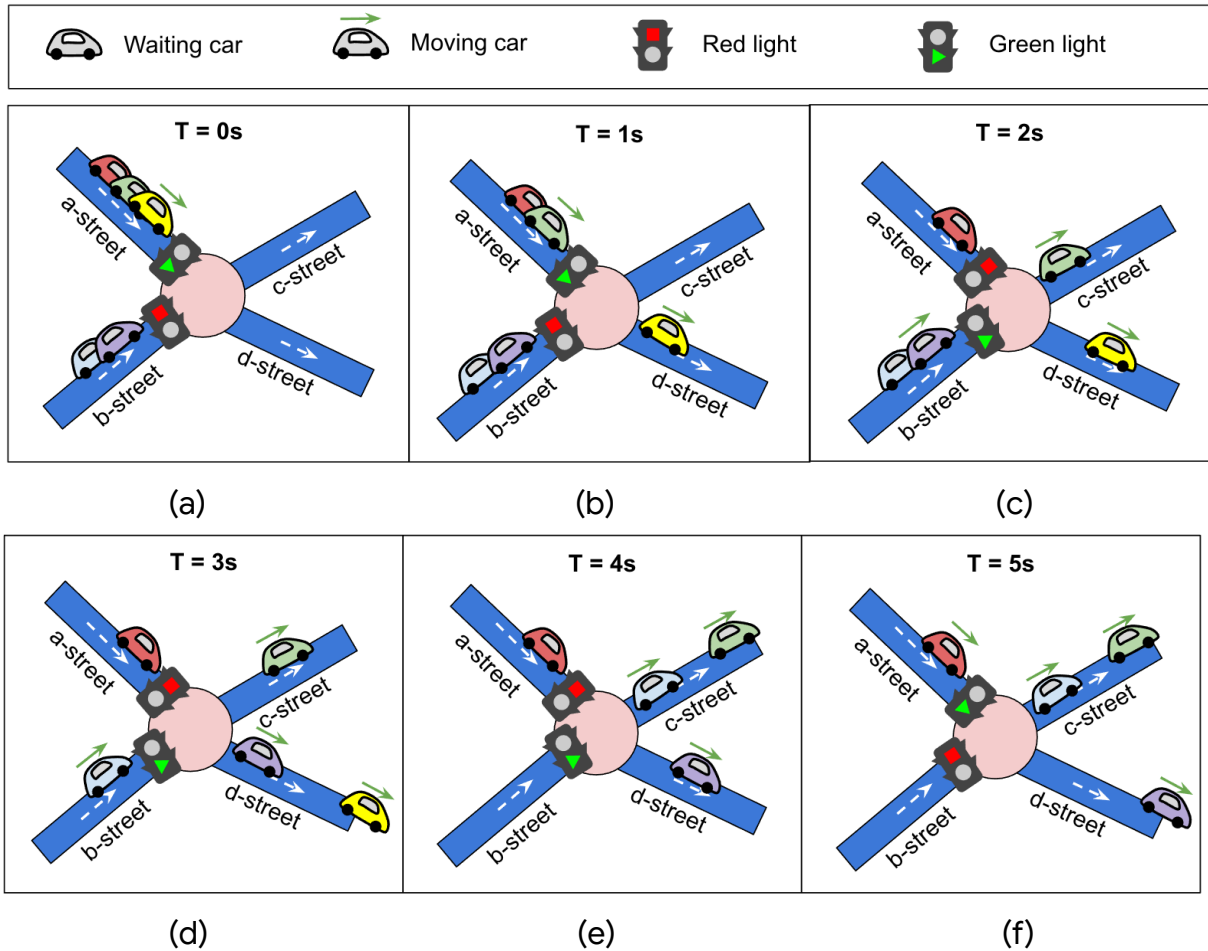 Waiting car
Moving car
Red light
Green light
T = 0s
a-street
c-street
b-street
d-street
T = 1s
a-street
c-street
b-street
d-street
T = 2s
a-street
c-street
b-street
d-street
(a)
(b)
(c)
T = 3s
a-street
c-street
b-street
d-street
T = 4s
a-street
c-street
b-street
d-street
T = 5s
a-street
c-street
b-street
d-street
(d)
(e)
(f)